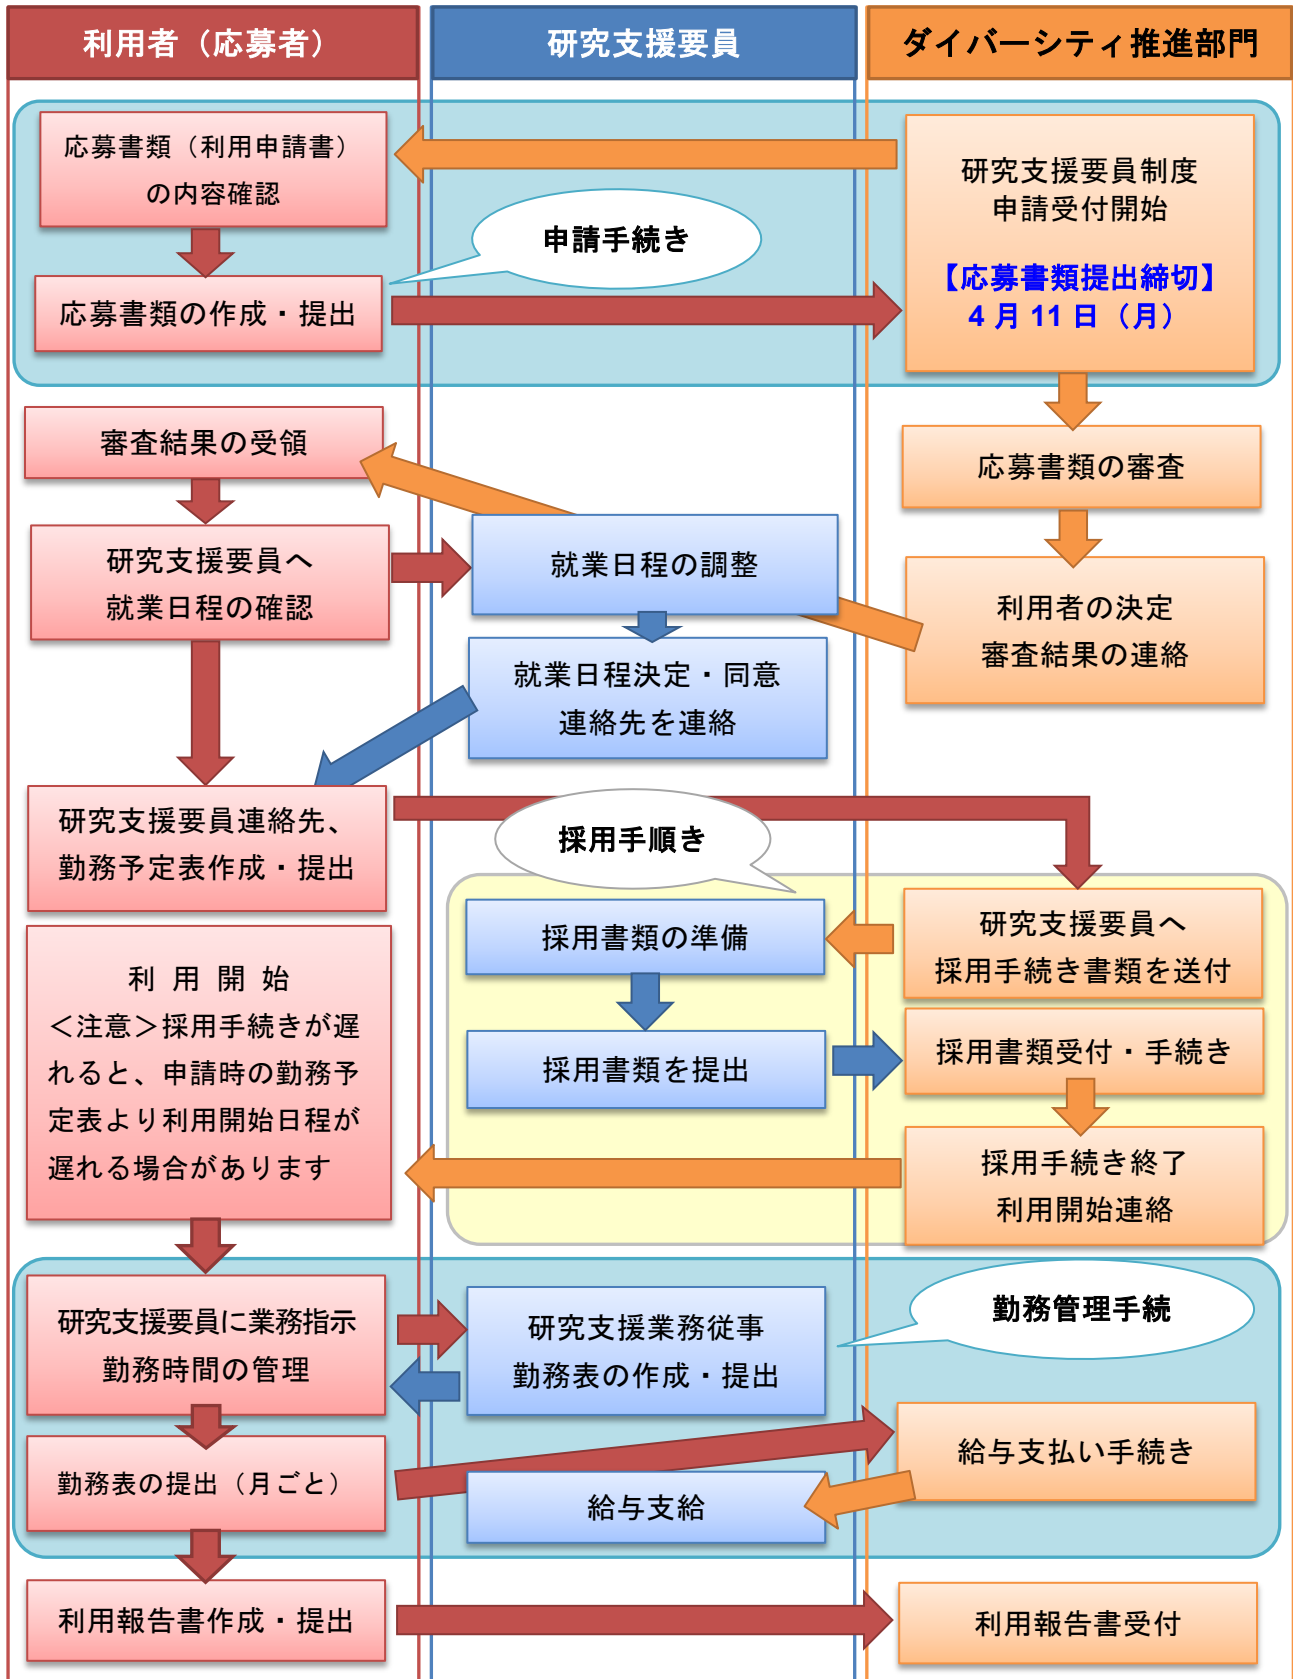 利用者（応募者）
研究支援要員
ダイバーシティ推進部門
応募書類（利用申請書）
の内容確認
研究支援要員制度
申請受付開始
【応募書類提出締切】
4月11日（月）
申請手続き
応募書類の作成・提出
審査結果の受領
応募書類の審査
研究支援要員へ
就業日程の確認
就業日程の調整
利用者の決定
審査結果の連絡
就業日程決定・同意
連絡先を連絡
研究支援要員連絡先、
勤務予定表作成・提出
採用手順き
研究支援要員へ
採用手続き書類を送付
採用書類の準備
利用開始
＜注意＞採用手続きが遅
れると、申請時の勤務予
定表より利用開始日程が
遅れる場合があります
採用書類を提出
採用書類受付・手続き
採用手続き終了
利用開始連絡
研究支援要員に業務指示
勤務時間の管理
研究支援業務従事
勤務表の作成・提出
勤務管理手続
勤務表の提出（月ごと）
給与支払い手続き
給与支給
利用報告書作成・提出
利用報告書受付